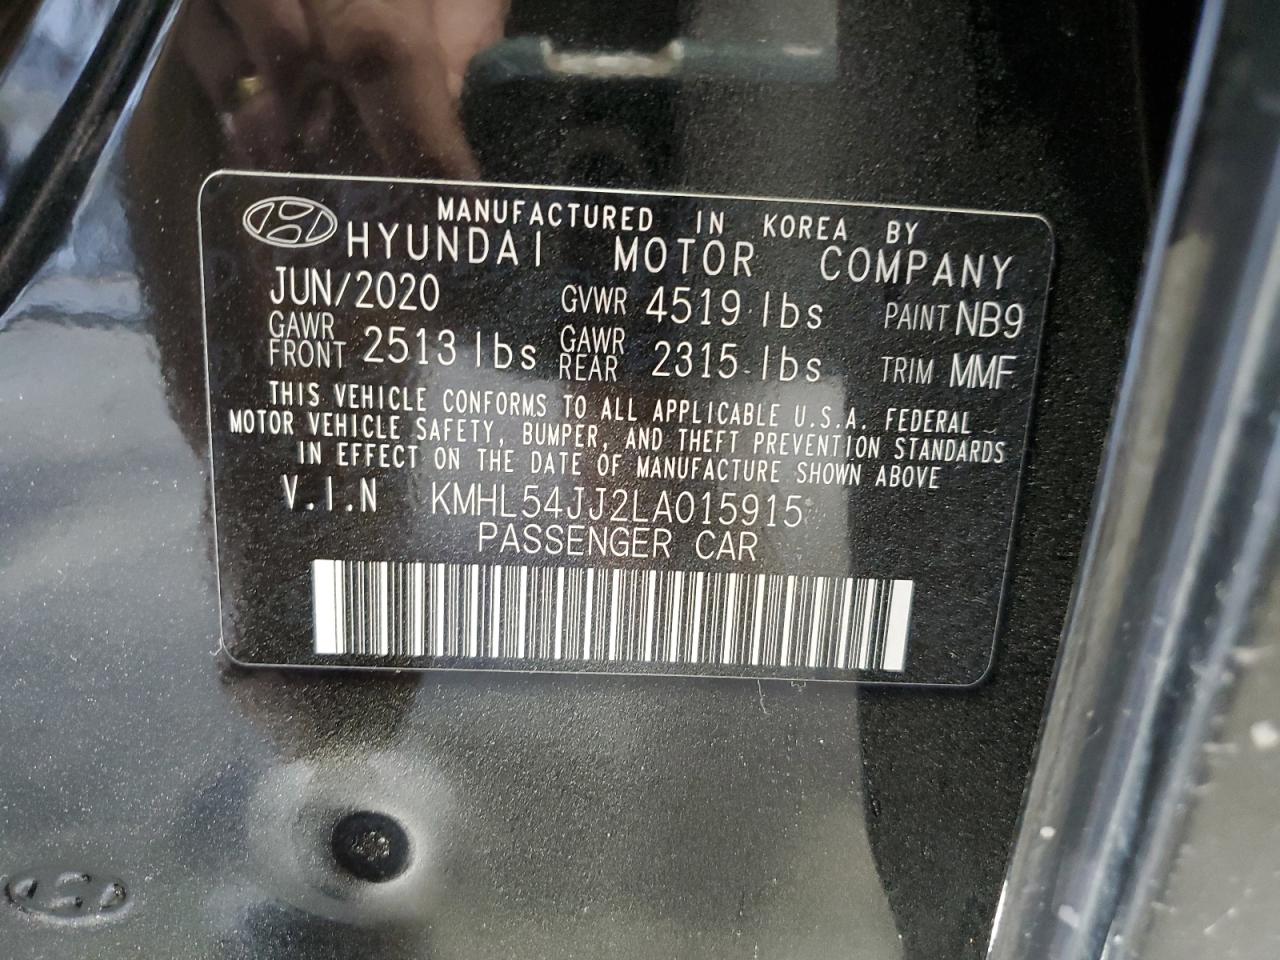 MANUFACTURED IN KOREA BY
HYUNDAI MOTOR COMPANY
JUN/2020 GVWR 4519 lbs PAINT NB9
GAWR FRONT 2513 lbs GAWR REAR 2315 lbs TRIM MMF
THIS VEHICLE CONFORMS TO ALL APPLICABLE U.S.A. FEDERAL
MOTOR VEHICLE SAFETY, BUMPER, AND THEFT PREVENTION STANDARDS
IN EFFECT ON THE DATE OF MANUFACTURE SHOWN ABOVE
V.I.N KMHL54JJ2LA015915
PASSENGER CAR